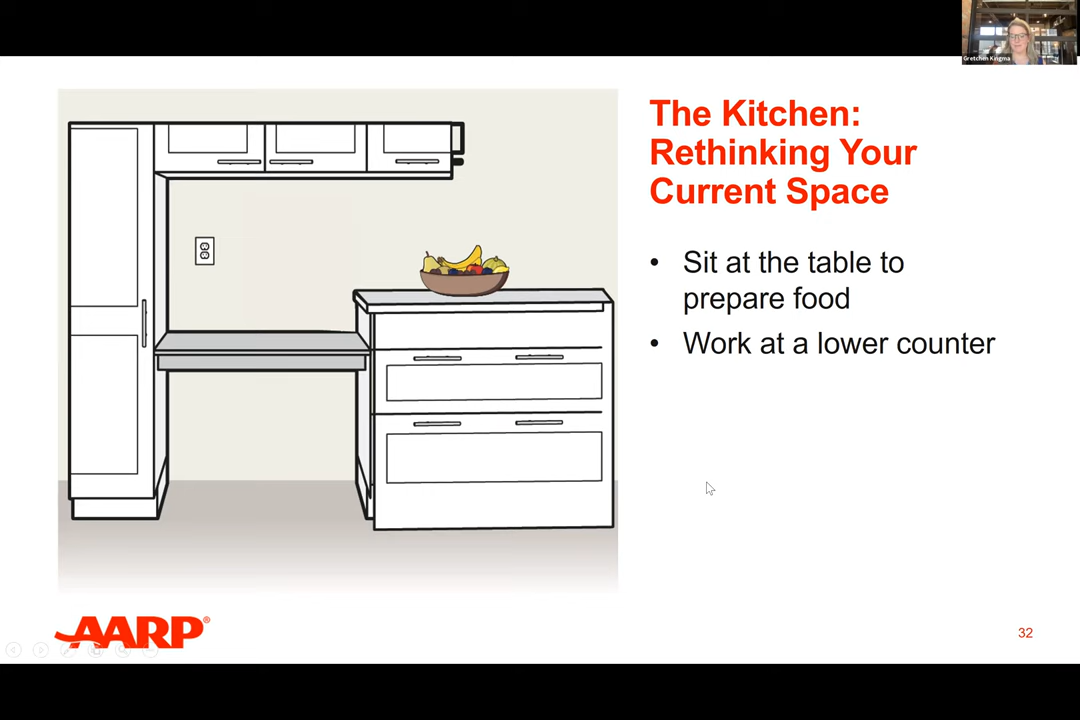 Gretchen Kingma
The Kitchen:
Rethinking Your
Current Space
• Sit at the table to
prepare food
• Work at a lower counter
AARP®
32